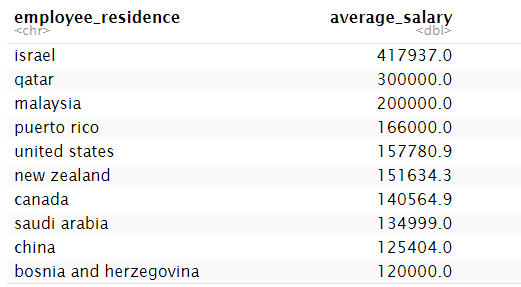 employee_residence average_salary
<chr> <dbl>
israel 417937.0
qatar 300000.0
malaysia 200000.0
puerto rico 166000.0
united states 157780.9
new zealand 151634.3
canada 140564.9
saudi arabia 134999.0
china 125404.0
bosnia and herzegovina 120000.0